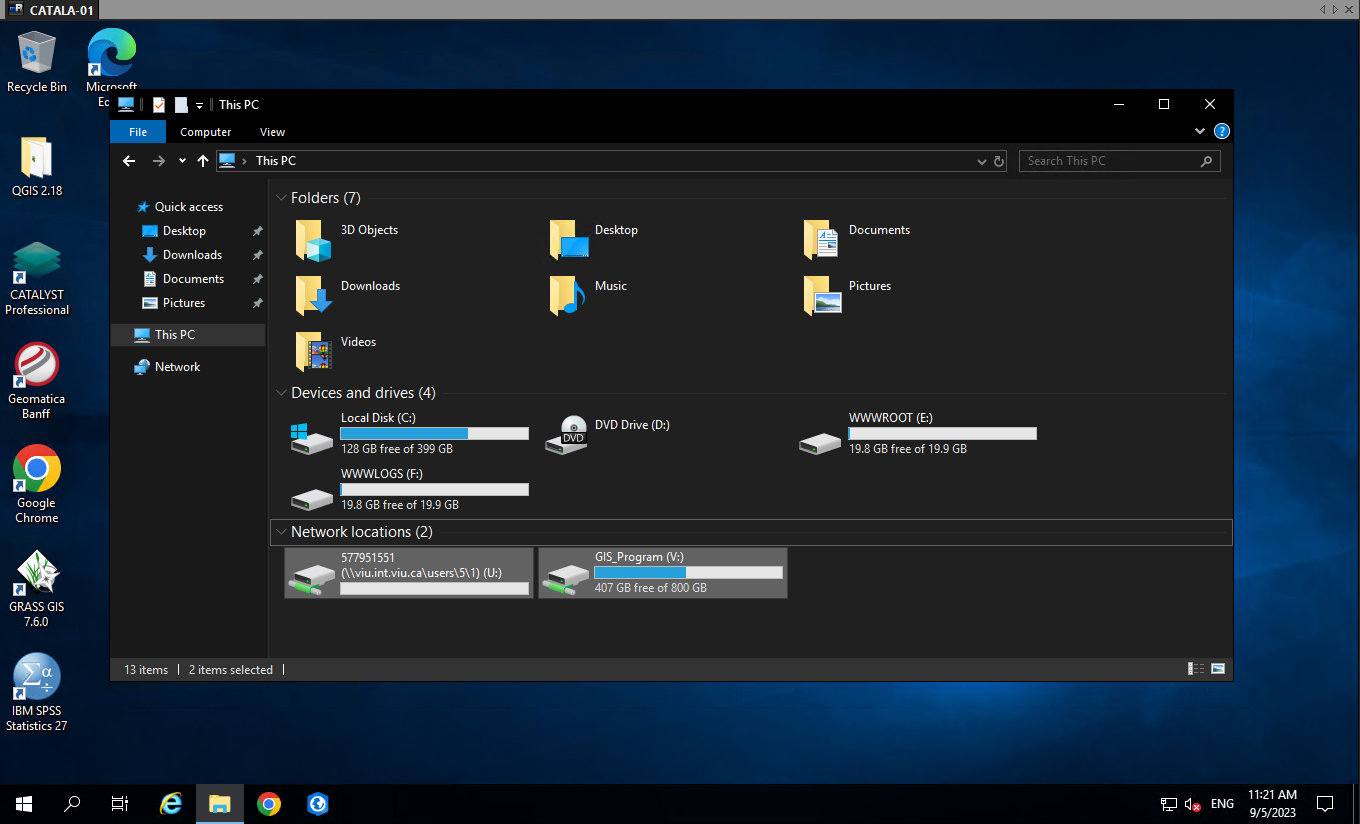 CATALA-01
Recycle Bin
Microsoft
Ed
QGIS 2.18
CATALYST
Professional
Geomatica
Banff
Google
Chrome
GRASS GIS
7.6.0
IBM SPSS
Statistics 27
This PC
File
Computer
View
?
This PC
Search This PC
Quick access
Desktop
Downloads
Documents
Pictures
This PC
Network
Folders (7)
3D Objects
Desktop
Documents
Downloads
Music
Pictures
Videos
Devices and drives (4)
Local Disk (C:)
128 GB free of 399 GB
DVD
DVD Drive (D:)
WWWROOT (E:)
19.8 GB free of 19.9 GB
WWWLOGS (F:)
19.8 GB free of 19.9 GB
Network locations (2)
577951551
(\\viu.int.viu.ca\users\5\1) (U:)
GIS_Program (V:)
407 GB free of 800 GB
13 items
2 items selected
ENG
11:21 AM
9/5/2023